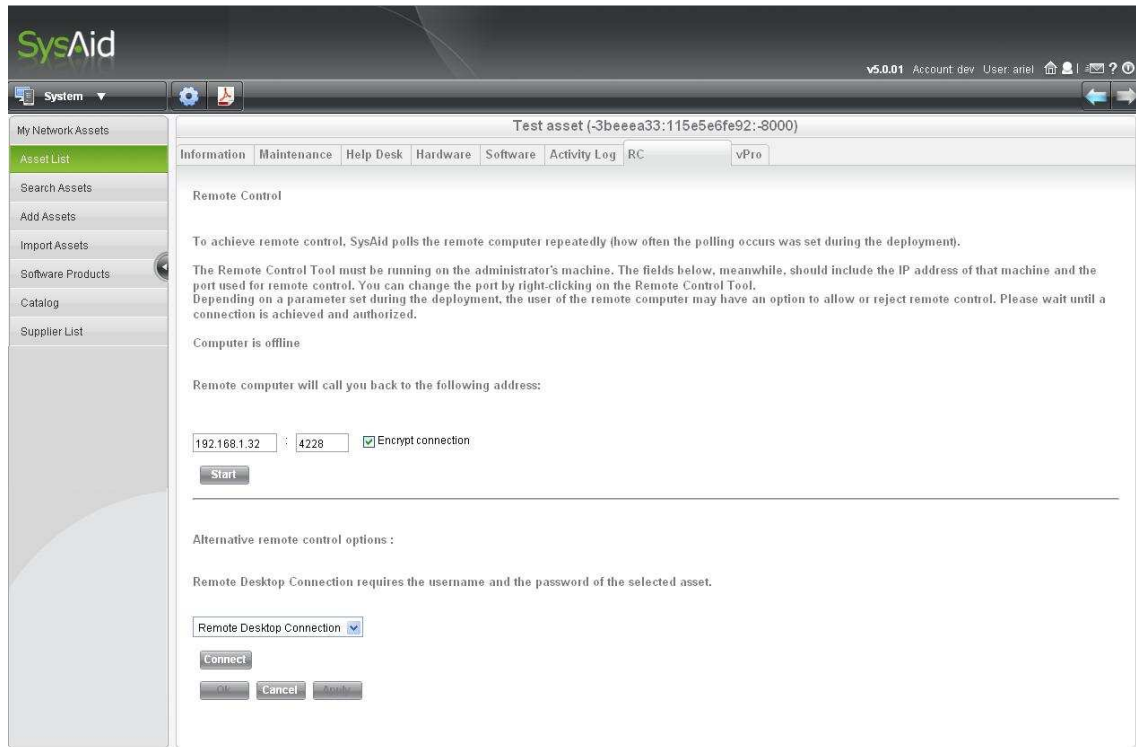 SysAid
v5.0.01 Account: dev User: ariel
System
My Network Assets
Asset List
Search Assets
Add Assets
Import Assets
Software Products
Catalog
Supplier List
Test asset (-3beeea33:115e5e6fe92:-8000)
Information Maintenance Help Desk Hardware Software Activity Log RC vPro
Remote Control
To achieve remote control, SysAid polls the remote computer repeatedly (how often the polling occurs was set during the deployment).
The Remote Control Tool must be running on the administrator's machine. The fields below, meanwhile, should include the IP address of that machine and the
port used for remote control. You can change the port by right-clicking on the Remote Control Tool.
Depending on a parameter set during the deployment, the user of the remote computer may have an option to allow or reject remote control. Please wait until a
connection is achieved and authorized.
Computer is offline
Remote computer will call you back to the following address:
192.168.1.32 : 4228 Encrypt connection
Start
Alternative remote control options :
Remote Desktop Connection requires the username and the password of the selected asset.
Remote Desktop Connection
Connect
Ok Cancel Apply